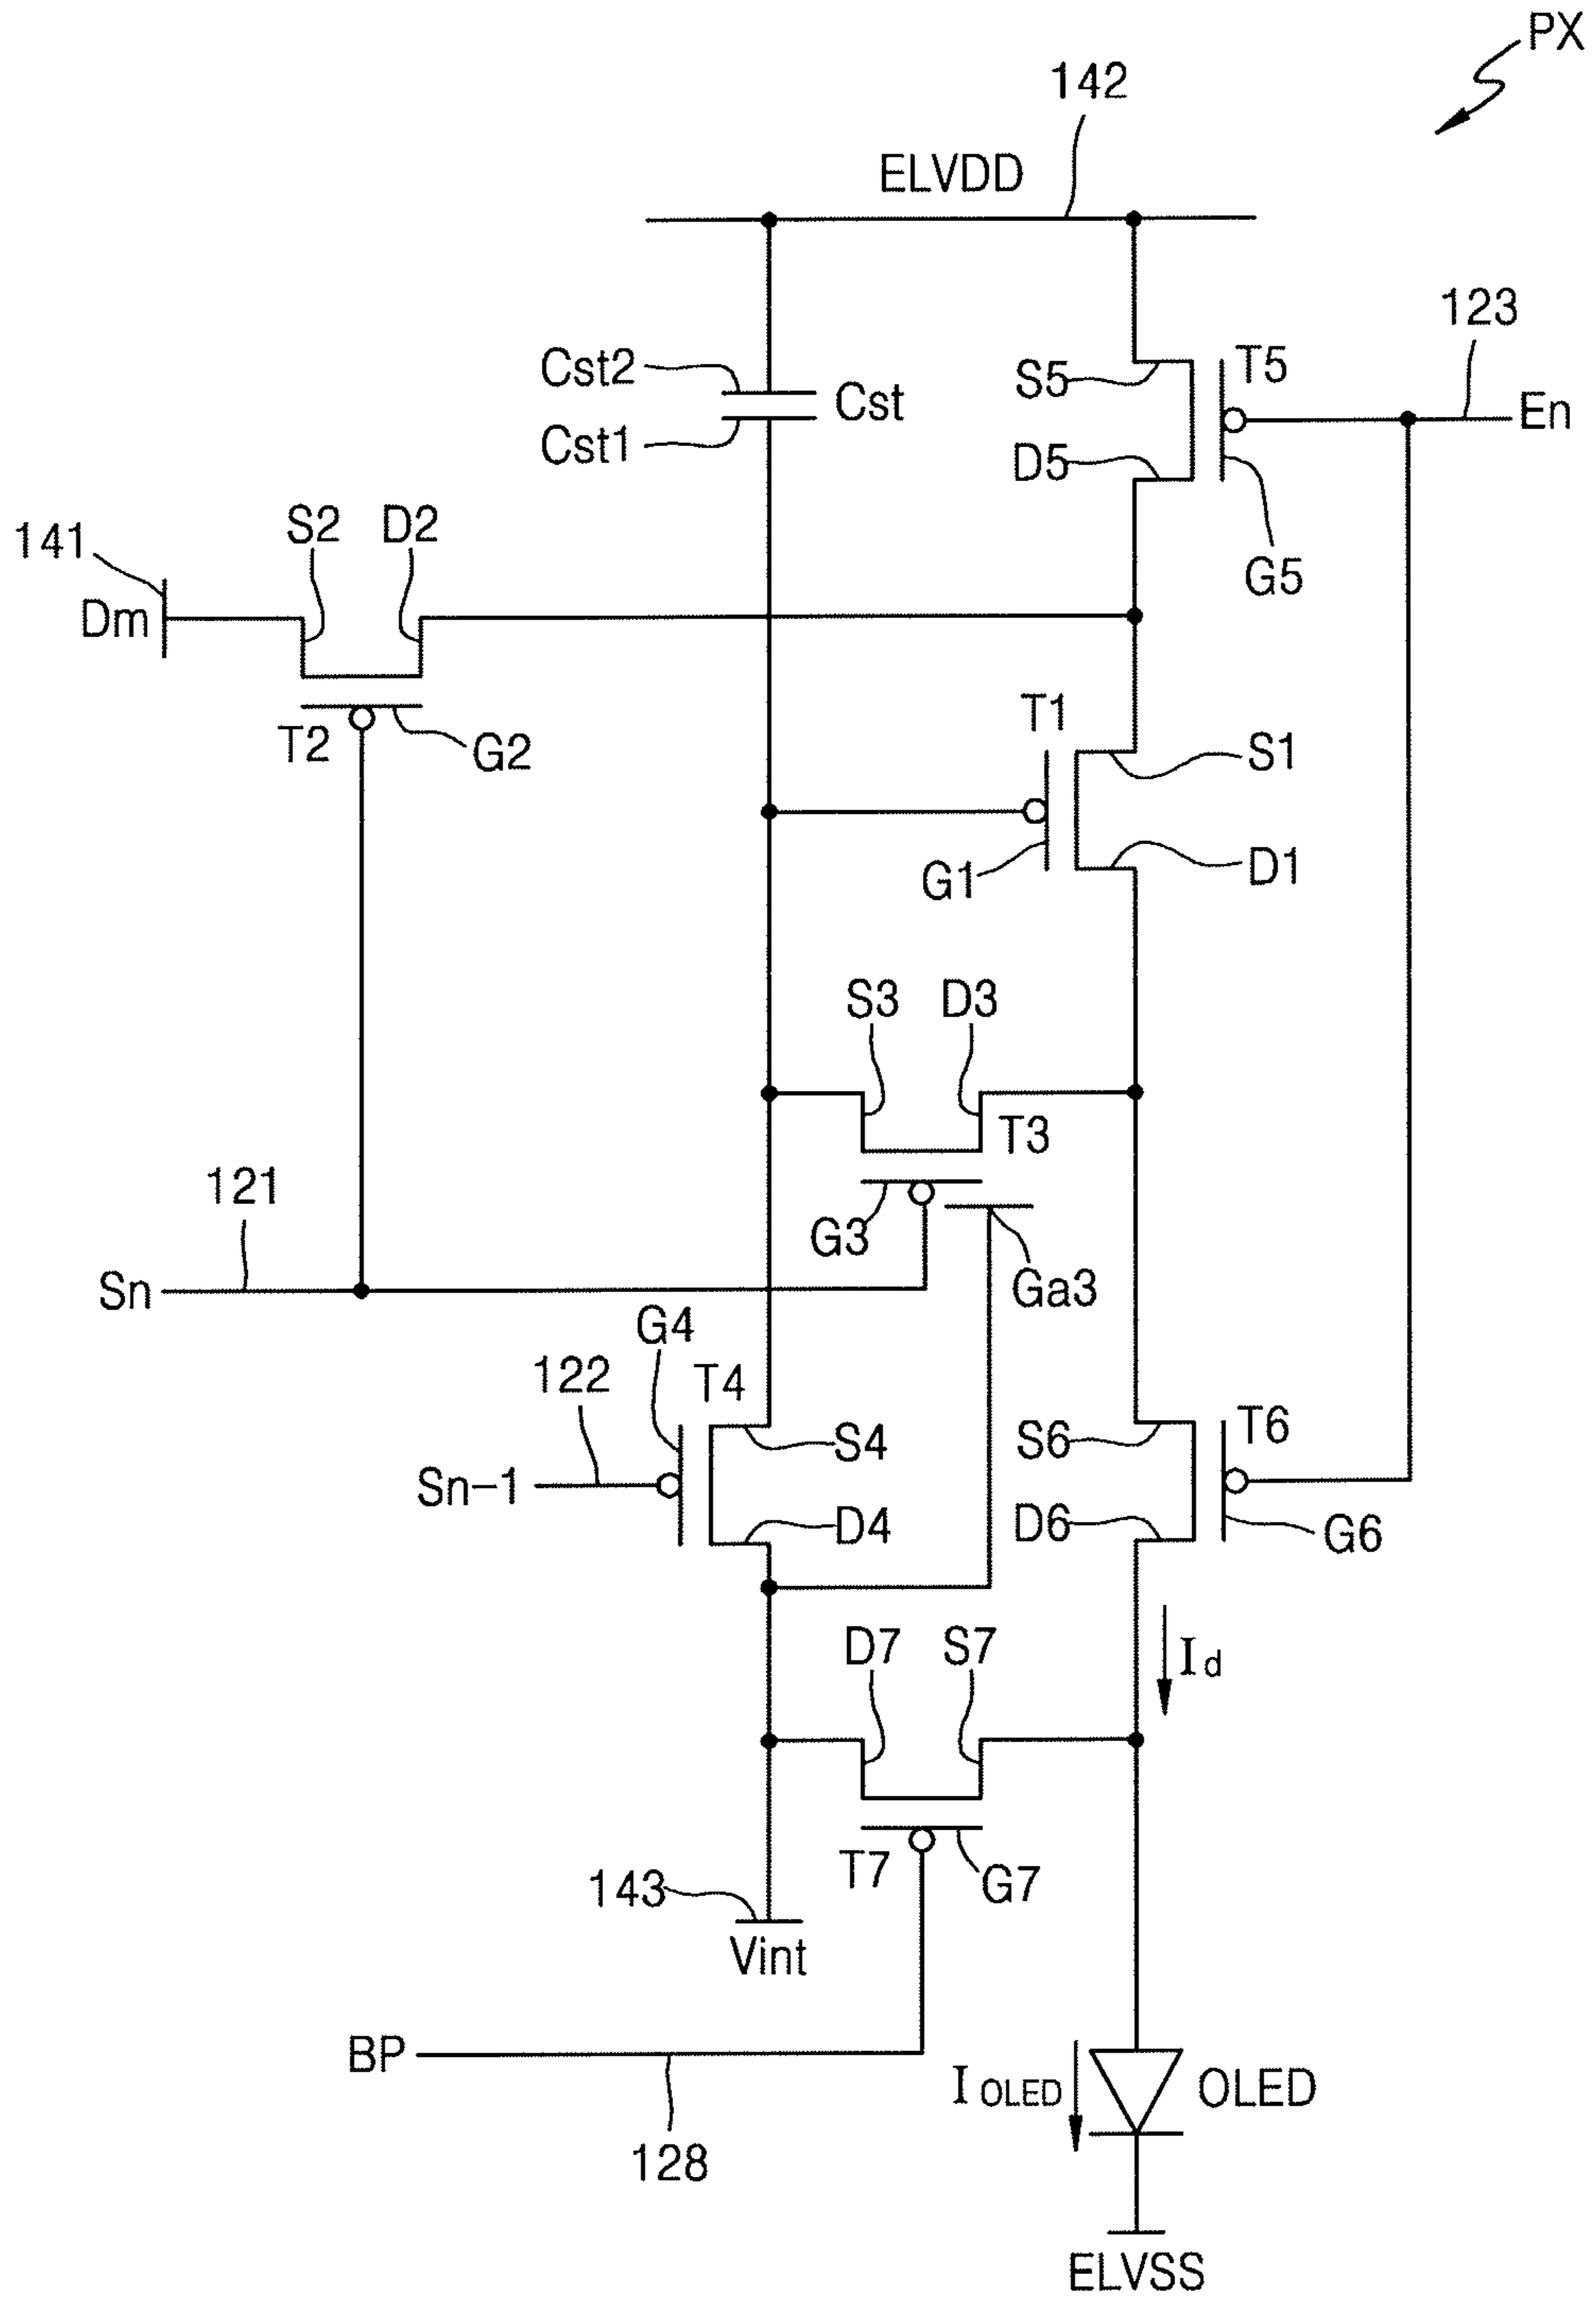 PX
142
ELVDD
123
Cst2
Cst
Cst1
S5
T5
En
D5
G5
141
S2
D2
Dm
T2
G2
T1
S1
G1
D1
S3
D3
T3
121
G3
Ga3
Sn
G4
122
T4
S4
S6
T6
Sn-1
D4
D6
G6
D7
S7
Id
T7
G7
143
Vint
BP
128
I OLED
OLED
ELVSS